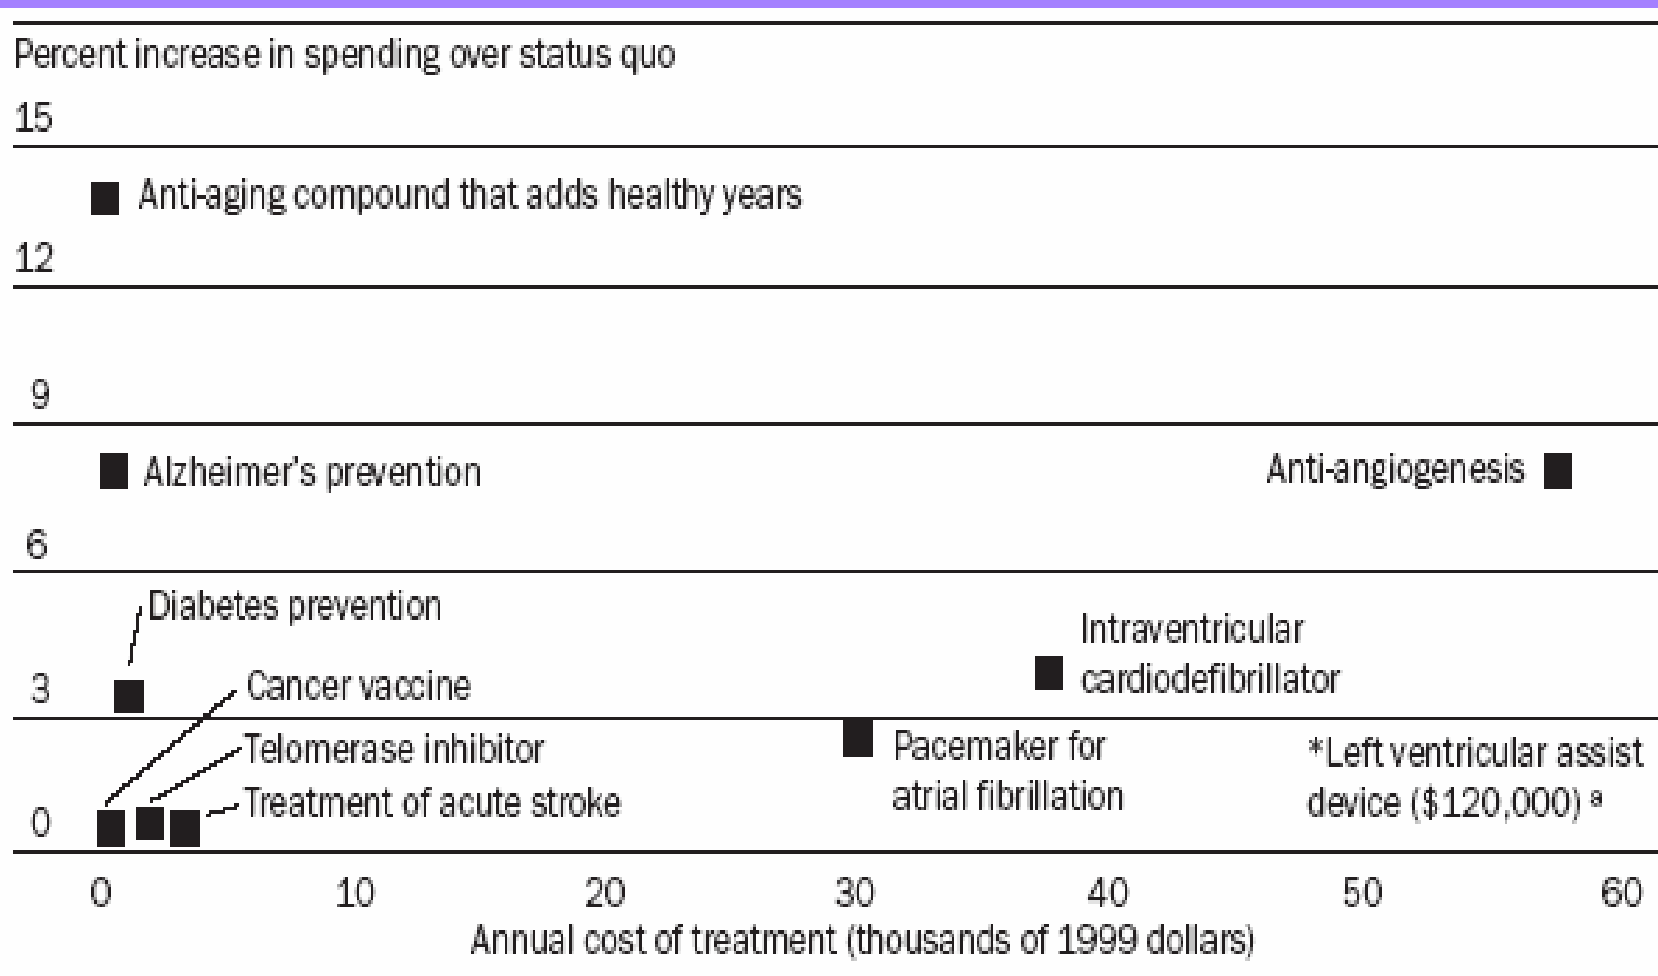 Percent increase in spending over status quo
15
Anti-aging compound that adds healthy years
12
9
Alzheimer's prevention
Anti-angiogenesis
6
Diabetes prevention
Intraventricular
cardiodefibrillator
Cancer vaccine
3
Telomerase inhibitor
Pacemaker for
atrial fibrillation
*Left ventricular assist
device ($120,000) a
Treatment of acute stroke
0
0 10 20 30 40 50 60
Annual cost of treatment (thousands of 1999 dollars)